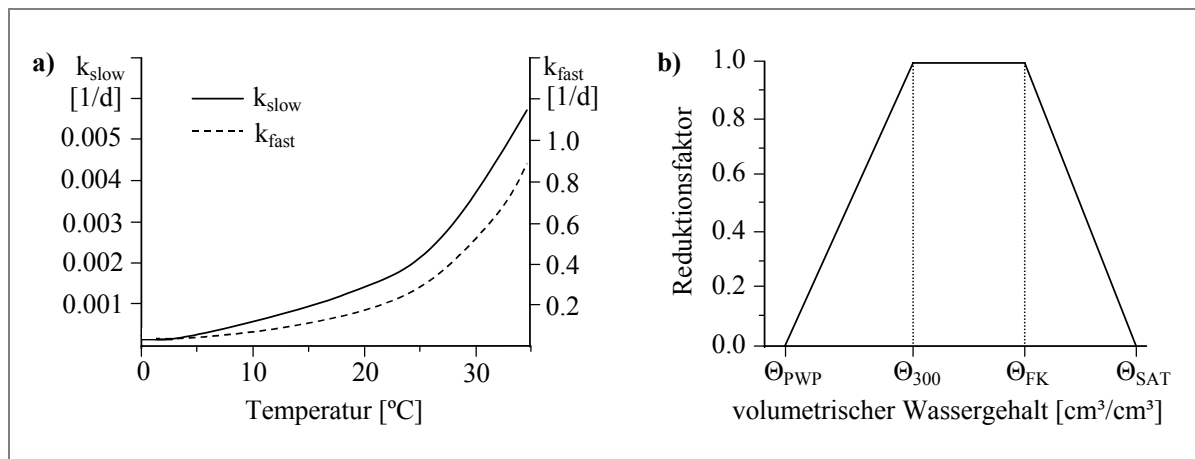 a)
k_slow
[1/d]
k_fast
[1/d]
k_slow
k_fast
0.005
0.004
0.003
0.002
0.001
1.0
0.8
0.6
0.4
0.2
0
10
20
30
Temperatur [ºC]
b)
Reduktionsfaktor
1.0
0.8
0.6
0.4
0.2
0.0
Θ_PWP
Θ_300
Θ_FK
Θ_SAT
volumetrischer Wassergehalt [cm³/cm³]